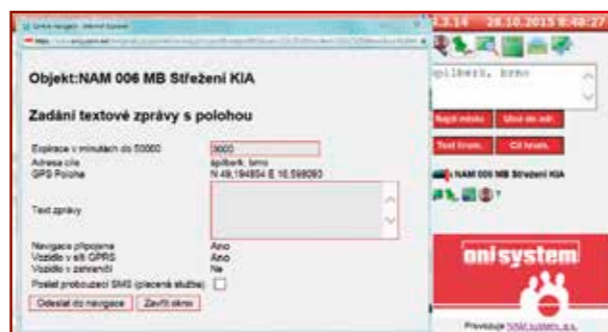 Objekt:NAM 006 MB Střežení KIA
Zadání textové zprávy s polohou
Expirace v minutách do 50000
Adresa cíle špilberk, brno
GPS Poloha N 49,194854 E 16,599093
Text zprávy
Navigace připojena Ano
Vozidlo v síti GPRS Ano
Vozidlo v zahraničí Ne
Poslat probouzecí SMS (placená služba)
Odeslat do navigace Zavřít okno
28.10.2015 8:48:27
špilberk, brno
Najdi místo Ulož do adr.
Text hrom. Cíl hrom.
NAM 006 MB Střežení KIA
?
oni system
Provozuje NAM system, a.s.